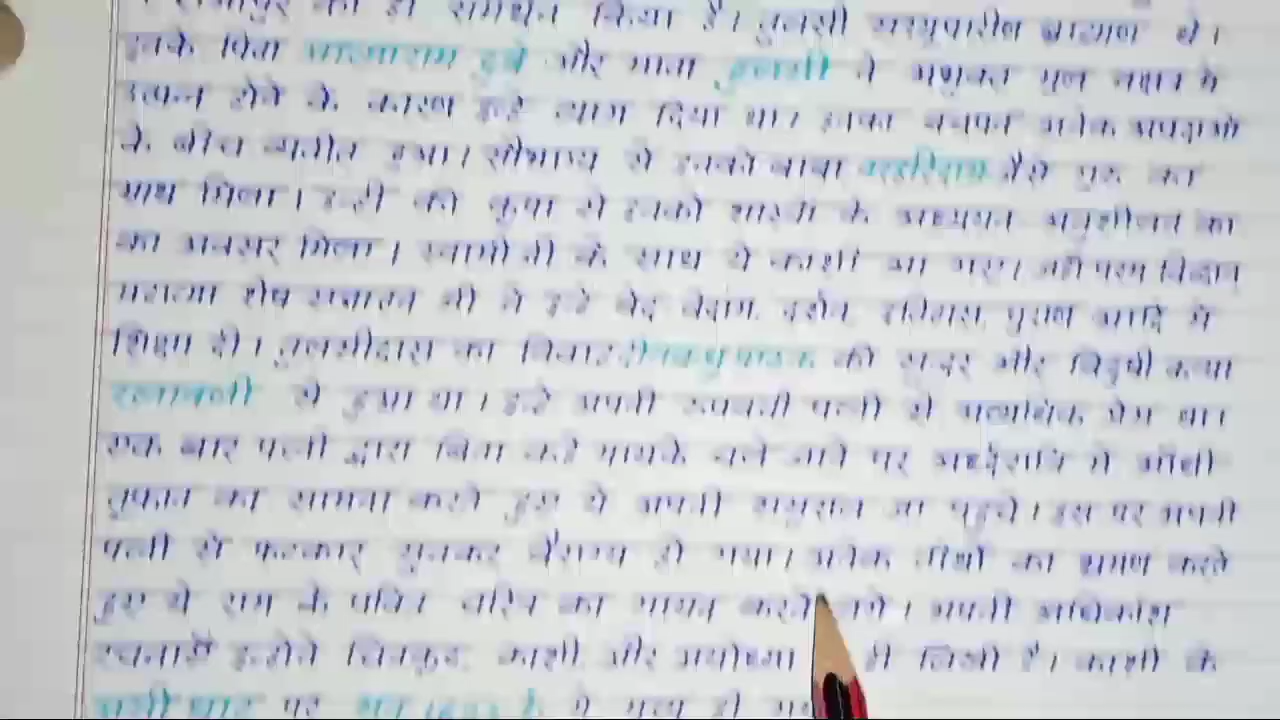 राजापुर को ही समर्थन किया है। तुलसी सरयूपारीण ब्राह्मण थे।
इनके पिता आत्माराम दुबे और माता हुलसी ने अभुक्त मूल नक्षत्र में
उत्पन्न होने के कारण इन्हें त्याग दिया था। इनका बचपन अनेक आपदाओं
के बीच व्यतीत हुआ। सौभाग्य से इनको बाबा नरहरिदास जैसे गुरु का
साथ मिला। इन्हीं की कृपा से इनको शास्त्रों के अध्ययन अनुशीलन का
का अवसर मिला। स्वामी जी के साथ ये काशी आ गए। जहाँ परम विद्वान
महात्मा शेष सनातन जी ने इन्हें वेद वेदांग, दर्शन, इतिहास, पुराण आदि में
शिक्षा दी। तुलसीदास का विवाह दीनबन्धु पाठक की सुन्दर और विदुषी कन्या
रत्नावली से हुआ था। इन्हें अपनी रूपवती पत्नी से अत्यधिक प्रेम था।
एक बार पत्नी द्वारा बिना कहे मायके चले जाने पर अर्धरात्रि में आँधी
तूफान का सामना करते हुए ये अपनी ससुराल जा पहुंचे। इस पर अपनी
पत्नी से फटकार सुनकर वैराग्य हो गया। अनेक तीर्थों का भ्रमण करते
हुए ये राम के पवित्र चरित्र का गायन करने लगे। अपनी अधिकांश
रचनाएँ इन्होंने चित्रकूट, काशी और अयोध्या ही लिखी है। काशी के
पर में ही